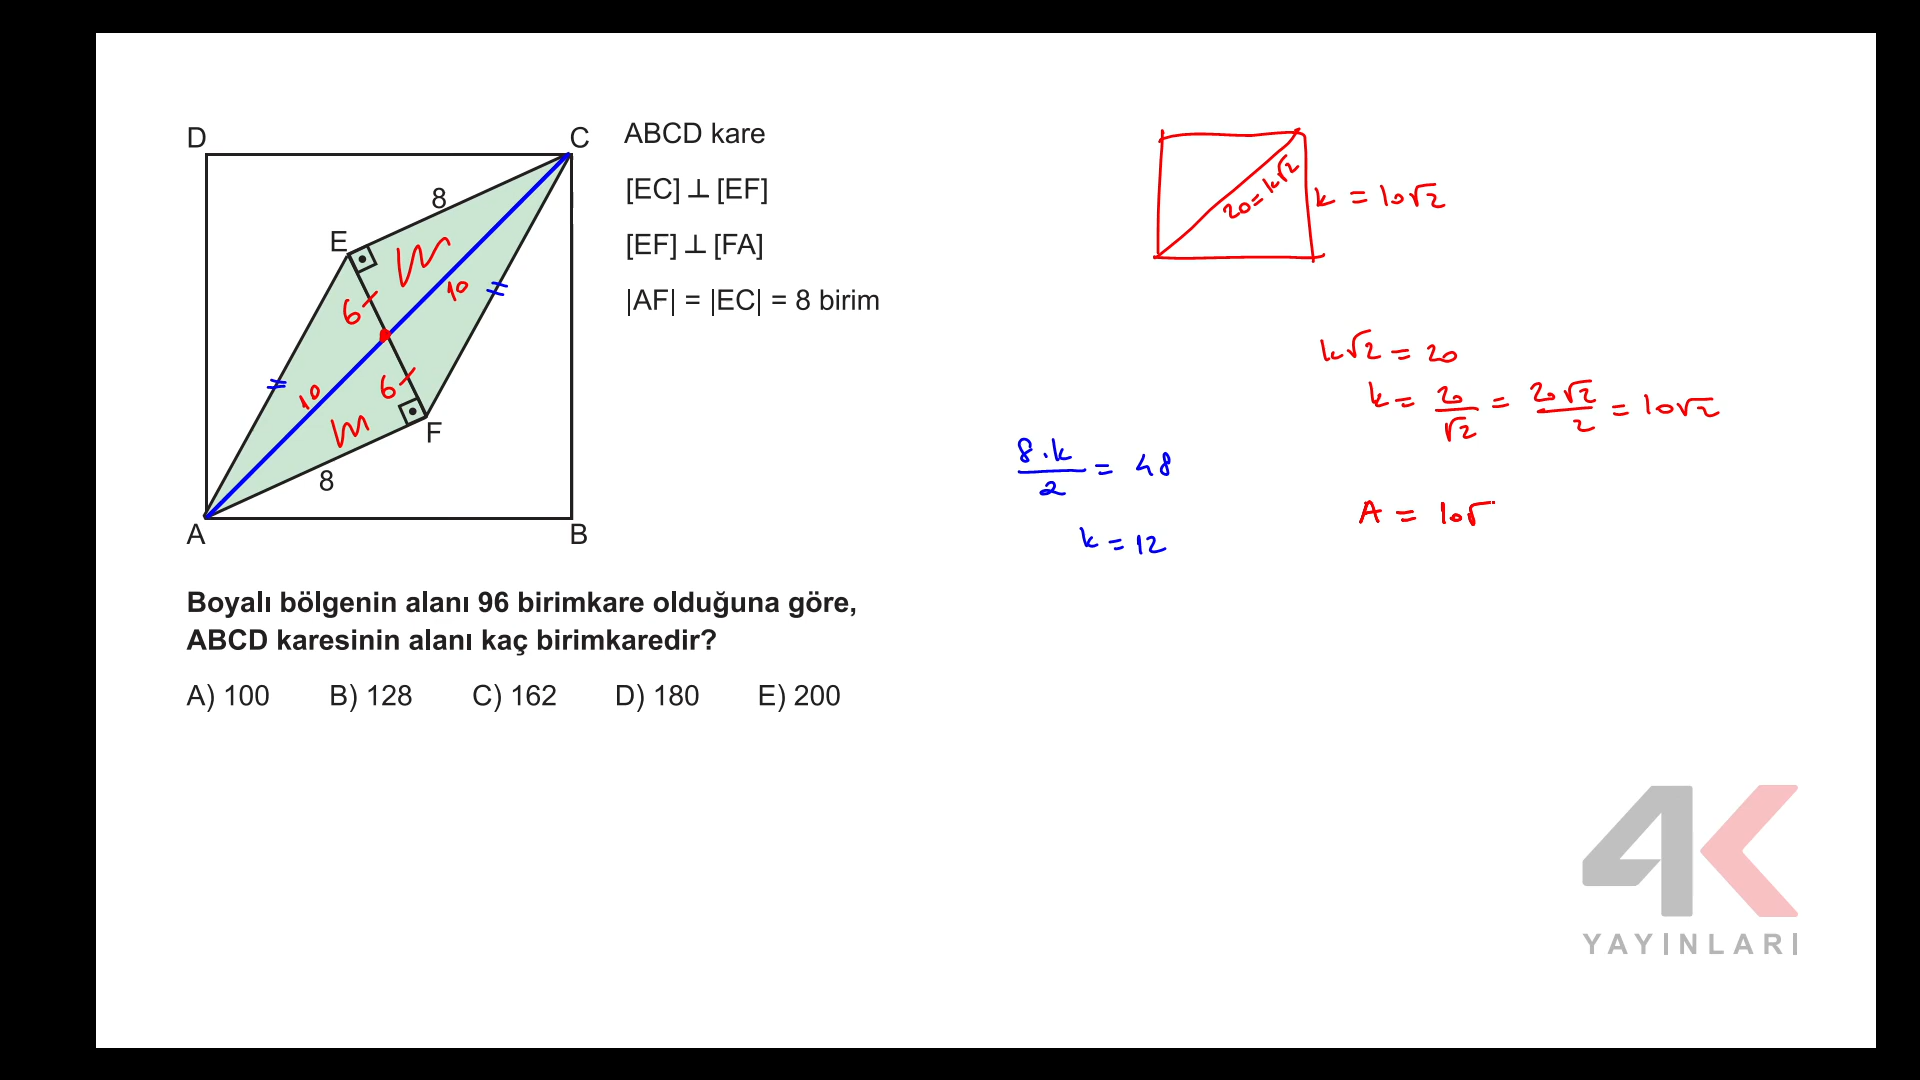 D
C
ABCD kare
[EC] ⊥ [EF]
[EF] ⊥ [FA]
|AF| = |EC| = 8 birim
8
E
6
10
10
6
F
8
A
B
20 = k√2
k = 10√2
k√2 = 20
k = 20/√2 = 20√2/2 = 10√2
8.k/2 = 48
k = 12
A = 10√
Boyalı bölgenin alanı 96 birimkare olduğuna göre,
ABCD karesinin alanı kaç birimkaredir?
A) 100 B) 128 C) 162 D) 180 E) 200
4K
YAYINLARI